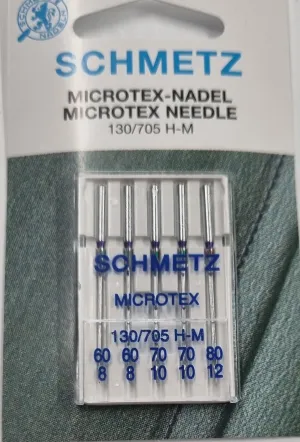 SCHMETZ
MICROTEX-NADEL
MICROTEX NEEDLE
130/705 H-M
SCHMETZ
MICROTEX
130/705 H-M
60 60 70 70 80
8 8 10 10 12